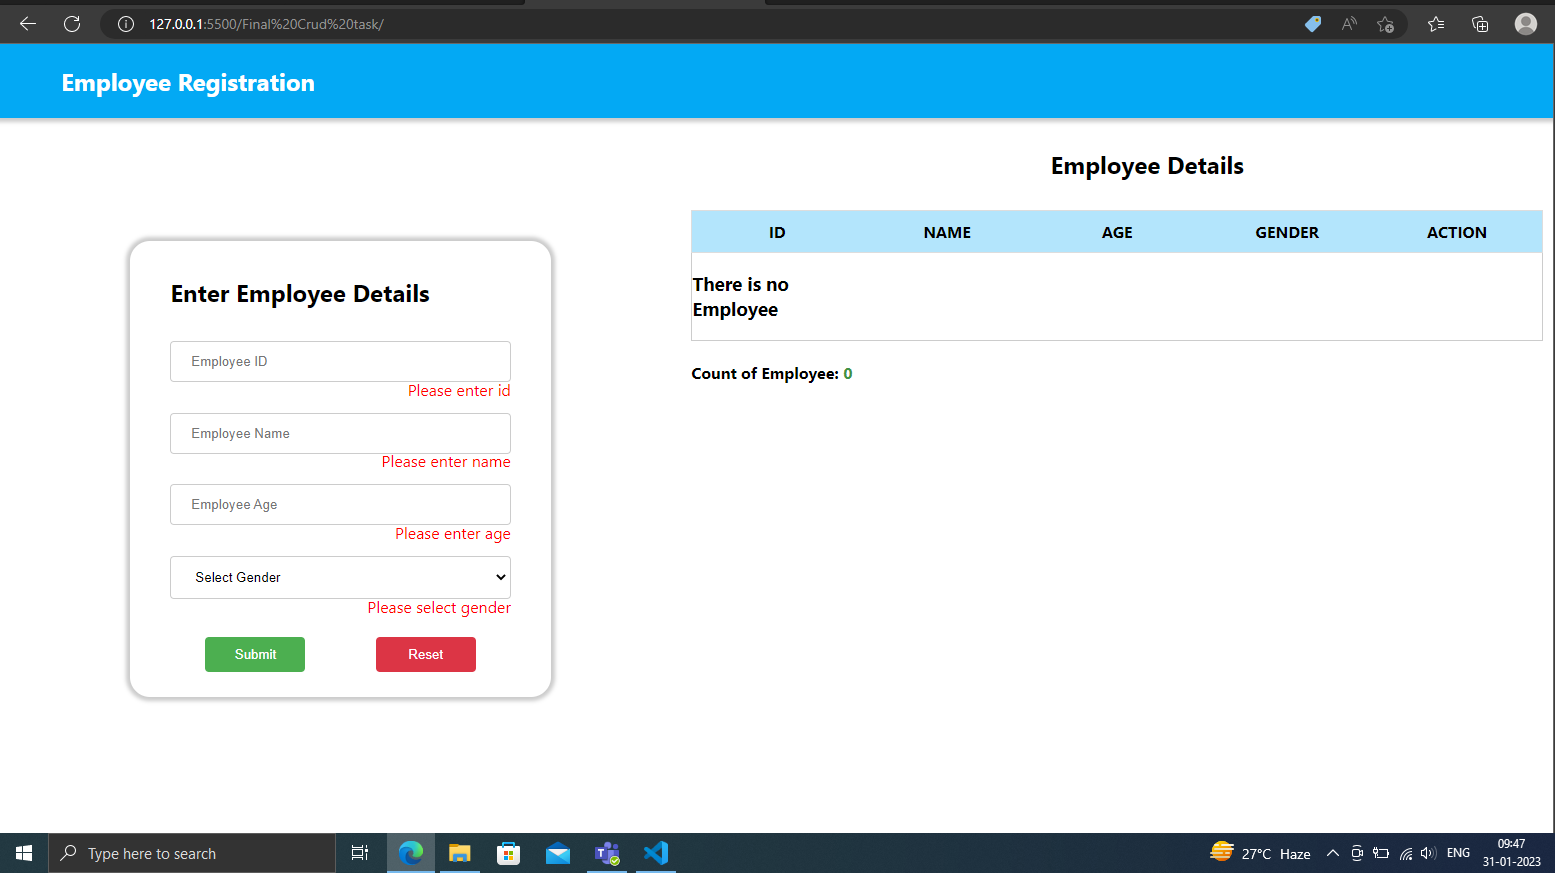 127.0.0.1:5500/Final%20Crud%20task/
Employee Registration
Enter Employee Details
Employee ID
Please enter id
Employee Name
Please enter name
Employee Age
Please enter age
Select Gender
Please select gender
Submit Reset
Employee Details
ID NAME AGE GENDER ACTION
There is no
Employee
Count of Employee: 0
Type here to search
27°C Haze
ENG
09:47
31-01-2023